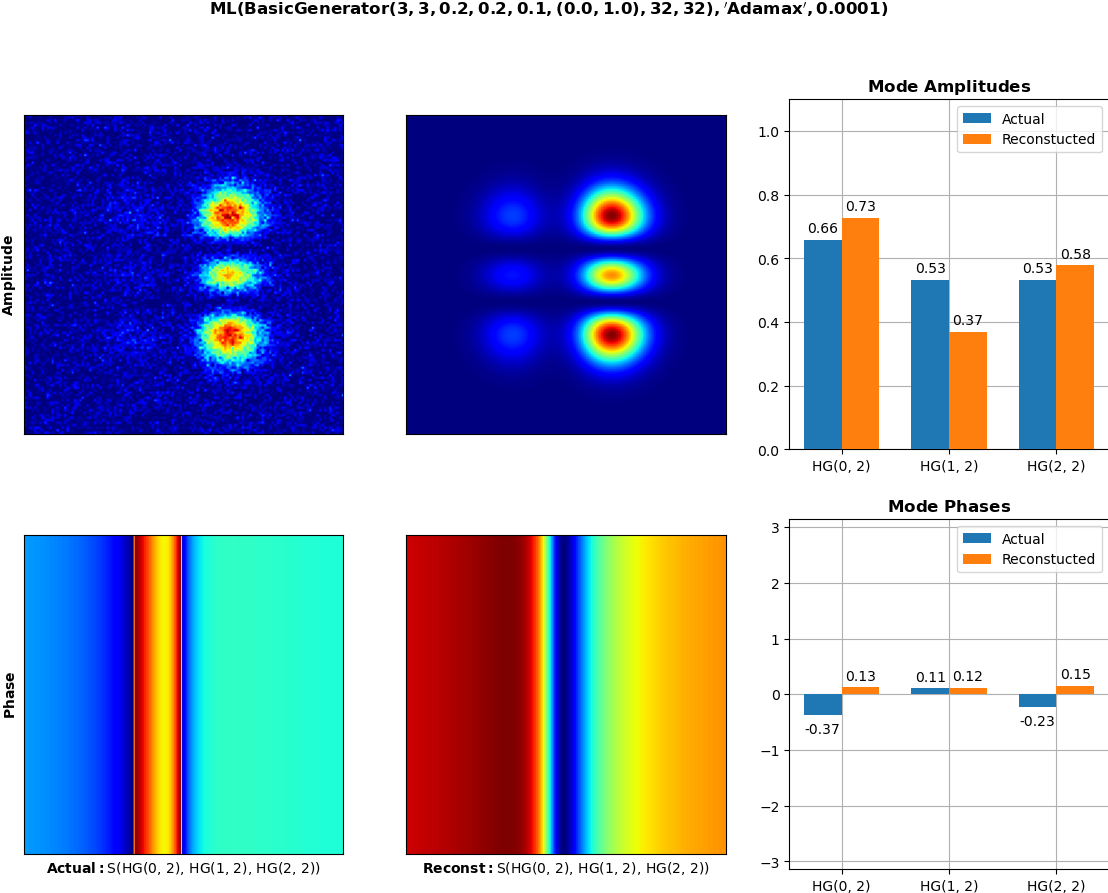 ML(BasicGenerator(3, 3, 0.2, 0.2, 0.1, (0.0, 1.0), 32, 32), ′Adamax′, 0.0001)
Amplitude
Mode Amplitudes
Actual
Reconstucted
1.0
0.8
0.6
0.4
0.2
0.0
0.66
0.73
0.53
0.37
0.53
0.58
HG(0, 2)
HG(1, 2)
HG(2, 2)
Phase
Actual: S(HG(0, 2), HG(1, 2), HG(2, 2))
Reconst: S(HG(0, 2), HG(1, 2), HG(2, 2))
Mode Phases
Actual
Reconstucted
3
2
1
0
−1
−2
−3
-0.37
0.13
0.11
0.12
-0.23
0.15
HG(0, 2)
HG(1, 2)
HG(2, 2)